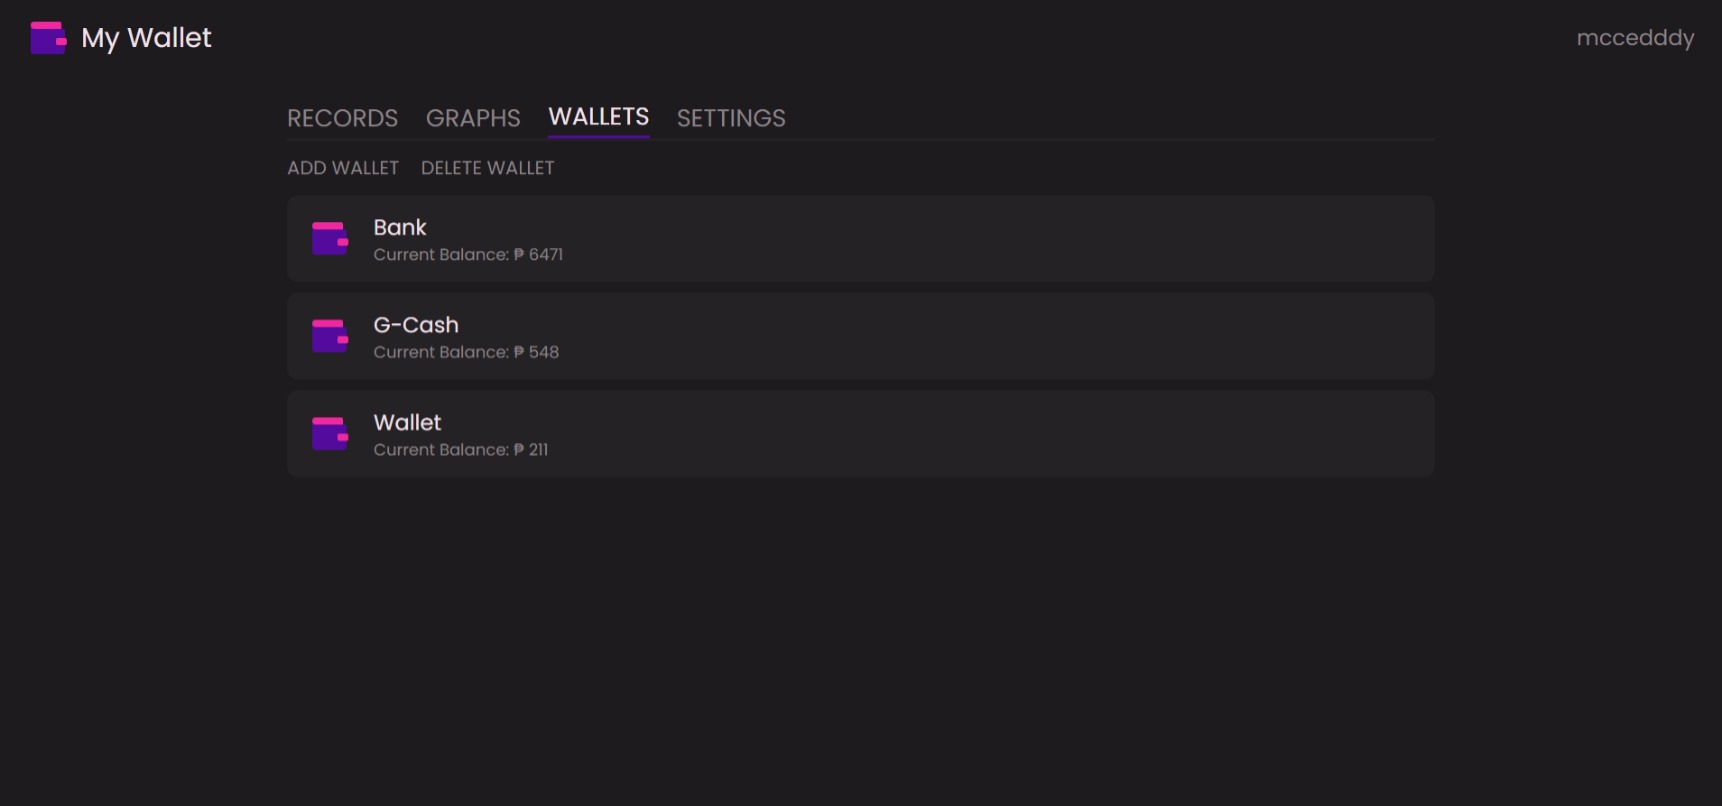 My Wallet
mccedddy
RECORDS GRAPHS WALLETS SETTINGS
ADD WALLET DELETE WALLET
Bank
Current Balance: ₱ 6471
G-Cash
Current Balance: ₱ 548
Wallet
Current Balance: ₱ 211